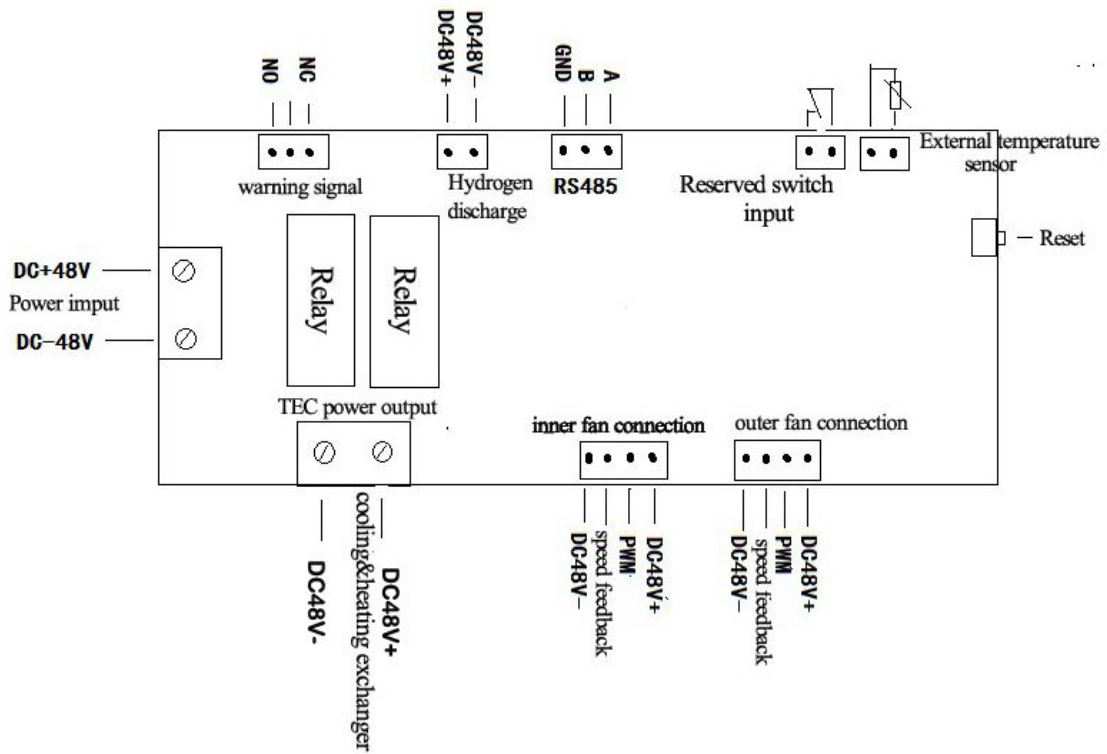 NO
NC
DC48V+
DC48V-
GND
B
A
warning signal
Hydrogen
discharge
RS485
Reserved switch
input
External temperature
sensor
Reset
DC+48V
Power imput
DC-48V
Relay
Relay
TEC power output
inner fan connection
outer fan connection
DC48V-
DC48V+
cooling&heating exchanger
DC48V-
speed feedback
PWM
DC48V+
DC48V-
speed feedback
PWM
DC48V+